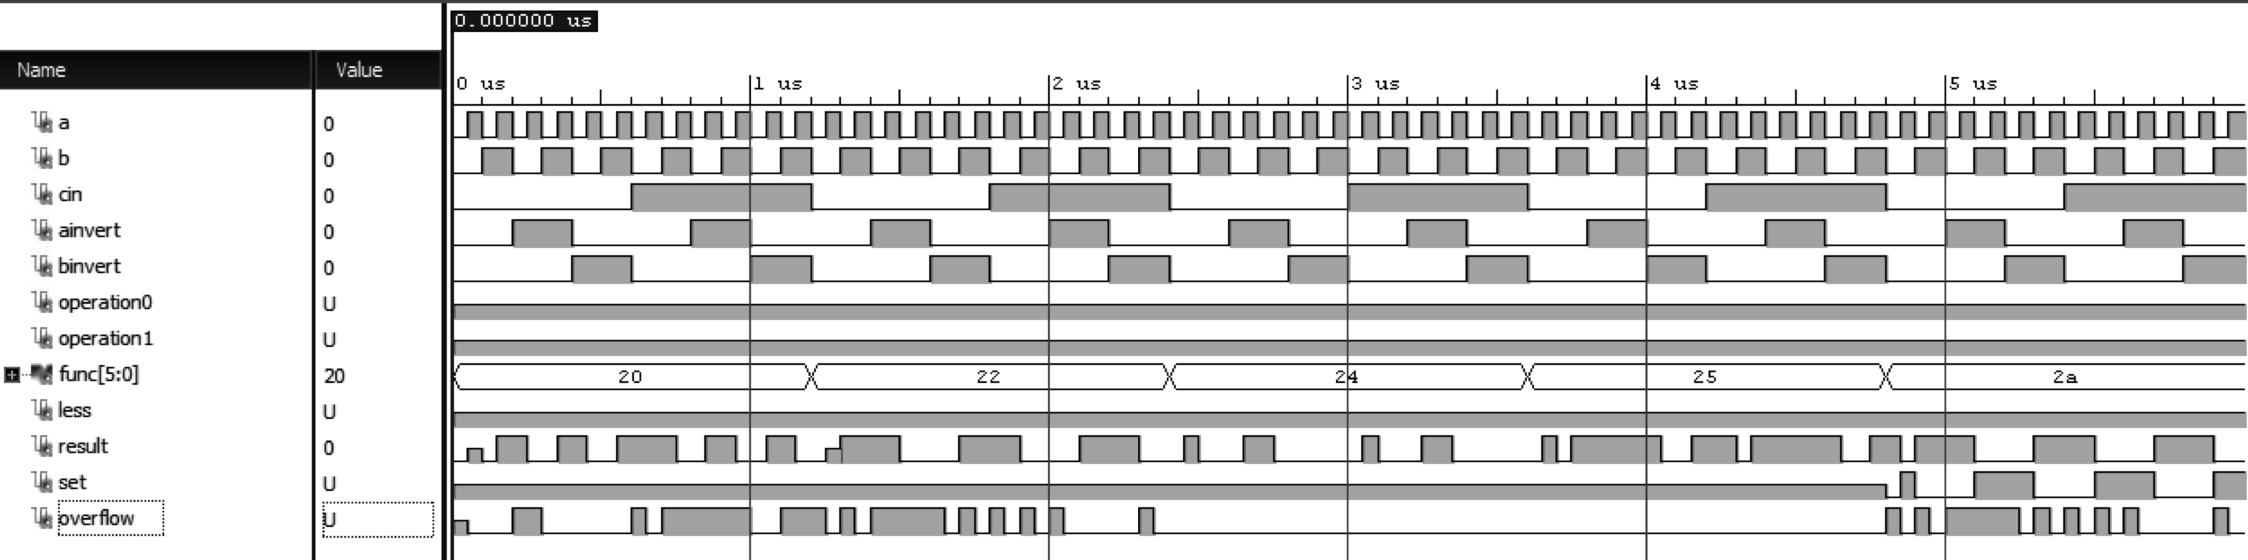 0.000000 us
Name Value
0 us 1 us 2 us 3 us 4 us 5 us
a 0
b 0
cin 0
ainvert 0
binvert 0
operation0 U
operation1 U
func[5:0] 20 20 22 24 25 2a
less U
result 0
set U
overflow U